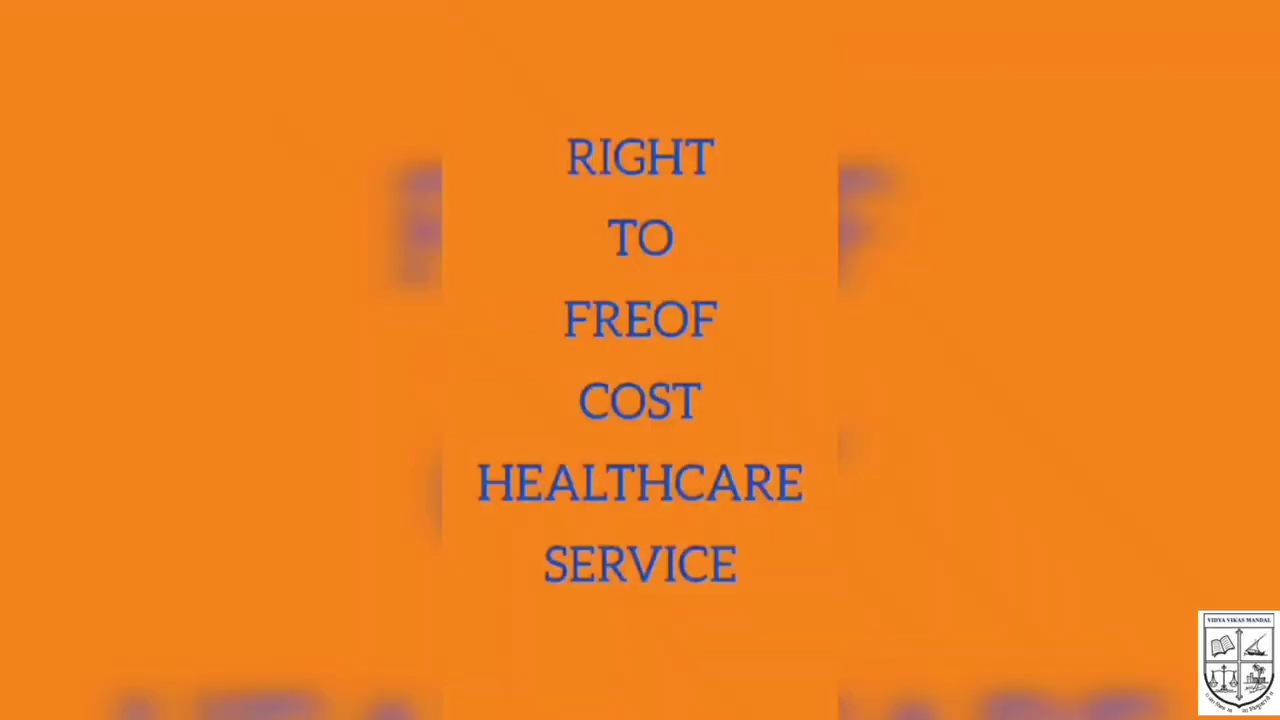 RIGHT
TO
FREOF
COST
HEALTHCARE
SERVICE
VIDYA VIKAS MANDAL